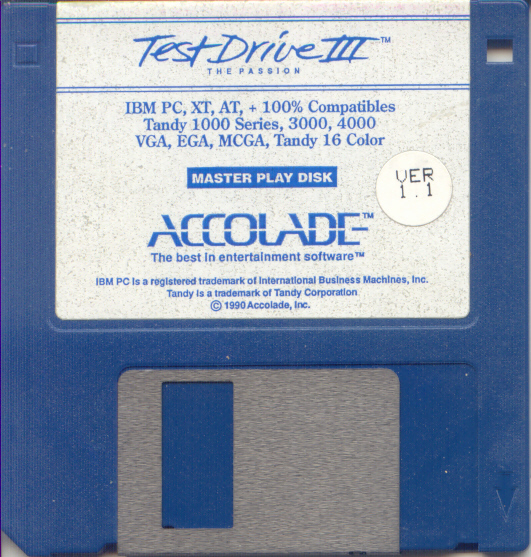 Test Drive III™
THE PASSION
IBM PC, XT, AT, + 100% Compatibles
Tandy 1000 Series, 3000, 4000
VGA, EGA, MCGA, Tandy 16 Color
MASTER PLAY DISK
VER
1.1
ACCOLADE™
The best in entertainment software™
IBM PC is a registered trademark of International Business Machines, Inc.
Tandy is a trademark of Tandy Corporation
© 1990 Accolade, Inc.